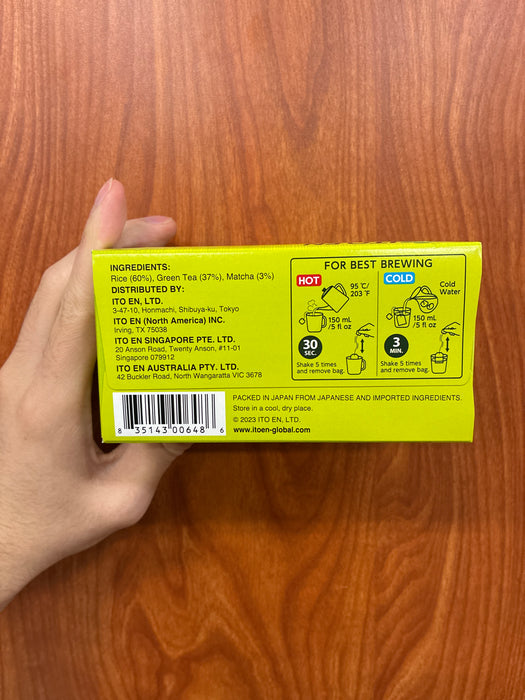 INGREDIENTS:
Rice (60%), Green Tea (37%), Matcha (3%)
DISTRIBUTED BY:
ITO EN, LTD.
3-47-10, Honmachi, Shibuya-ku, Tokyo
ITO EN (North America) INC.
Irving, TX 75038
ITO EN SINGAPORE PTE. LTD.
20 Anson Road, Twenty Anson, #11-01
Singapore 079912
ITO EN AUSTRALIA PTY. LTD.
42 Buckler Road, North Wangaratta VIC 3678
FOR BEST BREWING
HOT
95 ℃/
203 ℉
150 mL
/5 fl oz
30
SEC.
Shake 5 times
and remove bag.
COLD
Cold
Water
150 mL
/5 fl oz
3
MIN.
Shake 5 times
and remove bag.
8 35143 00648 6
PACKED IN JAPAN FROM JAPANESE AND IMPORTED INGREDIENTS.
Store in a cool, dry place.
© 2023 ITO EN, LTD.
www.itoen-global.com